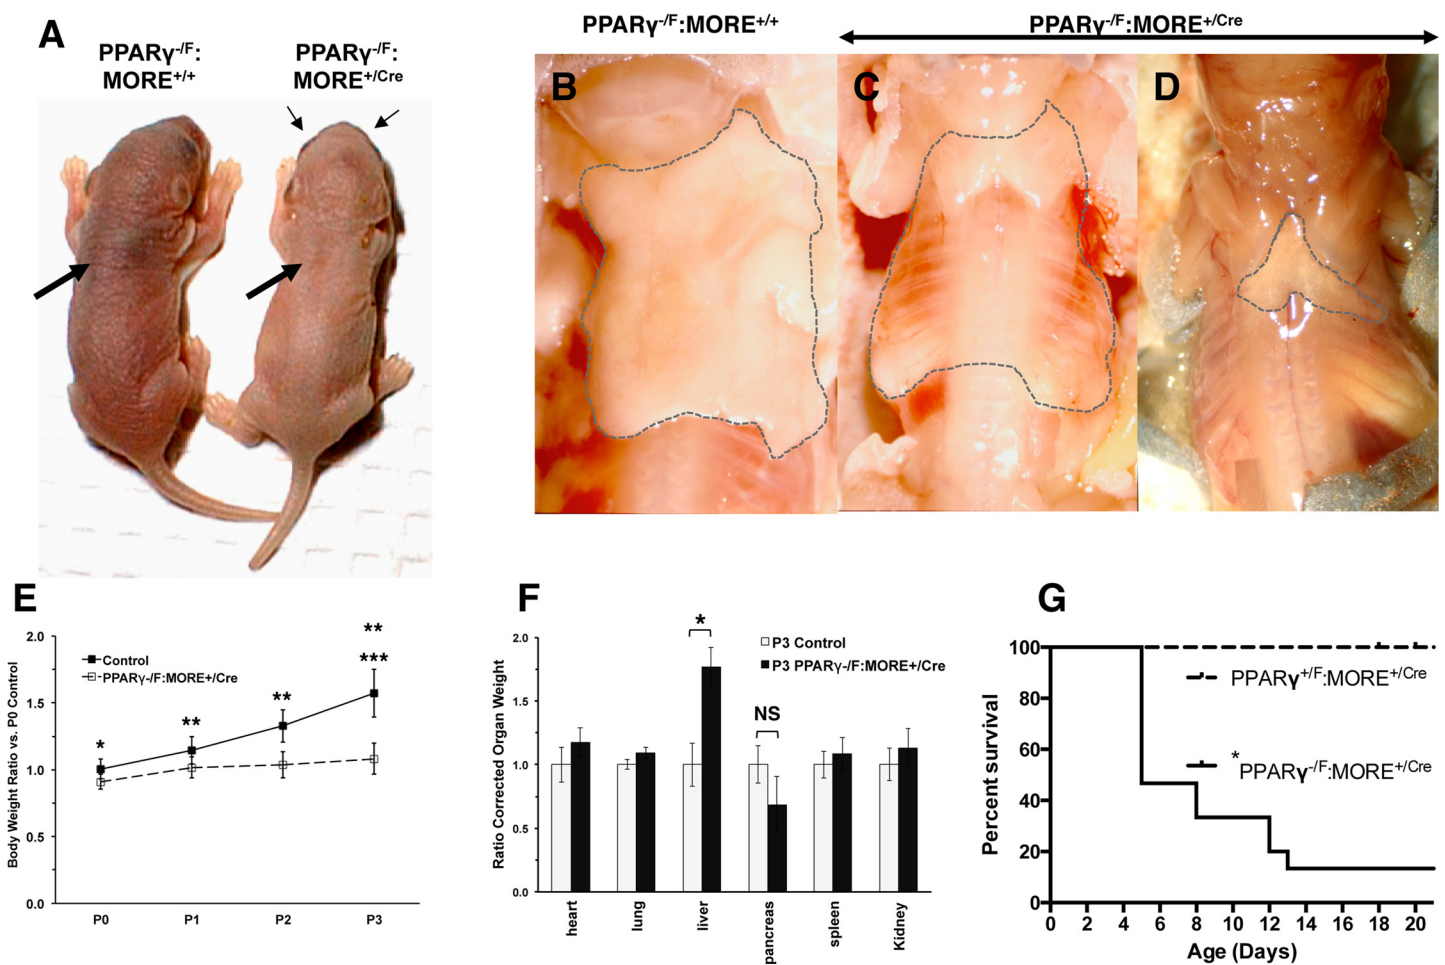 A
PPARγ-/F:
MORE+/+
PPARγ-/F:
MORE+/Cre
PPARγ-/F:MORE+/+
PPARγ-/F:MORE+/Cre
B
C
D
E
Body Weight Ratio vs. P0 Control
2.0
1.5
1.0
0.5
0.0
Control
PPARγ-/F:MORE+/Cre
*
**
**
**
***
P0
P1
P2
P3
F
Ratio Corrected Organ Weight
2.0
1.5
1.0
0.5
0.0
P3 Control
P3 PPARγ-/F:MORE+/Cre
*
NS
heart
lung
liver
pancreas
spleen
Kidney
G
Percent survival
100
80
60
40
20
0
PPARγ+/F:MORE+/Cre
*PPARγ-/F:MORE+/Cre
0 2 4 6 8 10 12 14 16 18 20
Age (Days)